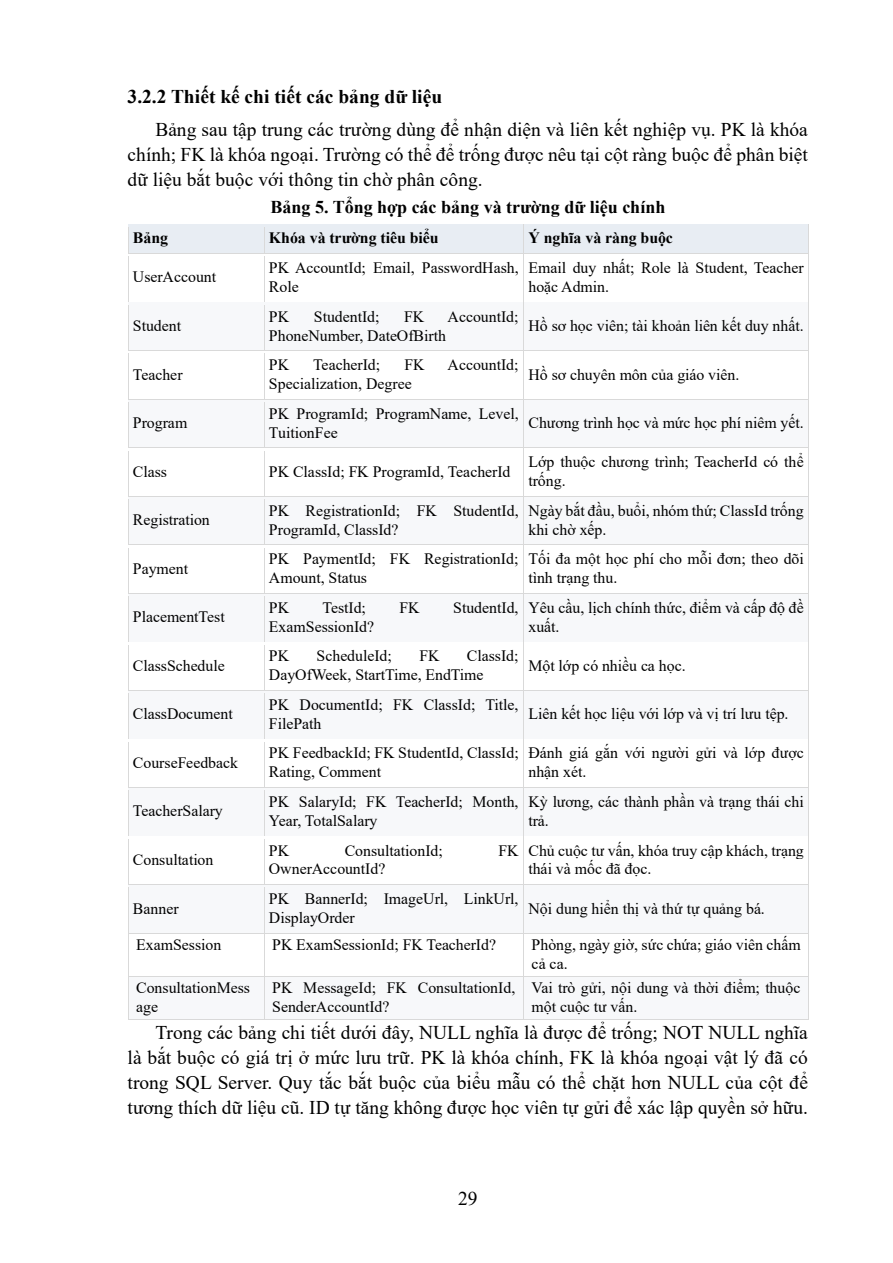 3.2.2 Thiết kế chi tiết các bảng dữ liệu
Bảng sau tập trung các trường dùng để nhận diện và liên kết nghiệp vụ. PK là khóa
chính; FK là khóa ngoại. Trường có thể để trống được nêu tại cột ràng buộc để phân biệt
dữ liệu bắt buộc với thông tin chờ phân công.
Bảng 5. Tổng hợp các bảng và trường dữ liệu chính
Bảng Khóa và trường tiêu biểu Ý nghĩa và ràng buộc
UserAccount
PK AccountId; Email, PasswordHash,
Role
Email duy nhất; Role là Student, Teacher
hoặc Admin.
Student
PK StudentId; FK AccountId;
PhoneNumber, DateOfBirth
Hồ sơ học viên; tài khoản liên kết duy nhất.
Teacher
PK TeacherId; FK AccountId;
Specialization, Degree
Hồ sơ chuyên môn của giáo viên.
Program
PK ProgramId; ProgramName, Level,
TuitionFee
Chương trình học và mức học phí niêm yết.
Class
PK ClassId; FK ProgramId, TeacherId
Lớp thuộc chương trình; TeacherId có thể
trống.
Registration
PK RegistrationId; FK StudentId,
ProgramId, ClassId?
Ngày bắt đầu, buổi, nhóm thứ; ClassId trống
khi chờ xếp.
Payment
PK PaymentId; FK RegistrationId;
Amount, Status
Tối đa một học phí cho mỗi đơn; theo dõi
tình trạng thu.
PlacementTest
PK TestId; FK StudentId,
ExamSessionId?
Yêu cầu, lịch chính thức, điểm và cấp độ đề
xuất.
ClassSchedule
PK ScheduleId; FK ClassId;
DayOfWeek, StartTime, EndTime
Một lớp có nhiều ca học.
ClassDocument
PK DocumentId; FK ClassId; Title,
FilePath
Liên kết học liệu với lớp và vị trí lưu tệp.
CourseFeedback
PK FeedbackId; FK StudentId, ClassId;
Rating, Comment
Đánh giá gắn với người gửi và lớp được
nhận xét.
TeacherSalary
PK SalaryId; FK TeacherId; Month,
Year, TotalSalary
Kỳ lương, các thành phần và trạng thái chi
trả.
Consultation
PK ConsultationId; FK
OwnerAccountId?
Chủ cuộc tư vấn, khóa truy cập khách, trạng
thái và mốc đã đọc.
Banner
PK BannerId; ImageUrl, LinkUrl,
DisplayOrder
Nội dung hiển thị và thứ tự quảng bá.
ExamSession
PK ExamSessionId; FK TeacherId?
Phòng, ngày giờ, sức chứa; giáo viên chấm
cả ca.
ConsultationMess
age
PK MessageId; FK ConsultationId,
SenderAccountId?
Vai trò gửi, nội dung và thời điểm; thuộc
một cuộc tư vấn.
Trong các bảng chi tiết dưới đây, NULL nghĩa là được để trống; NOT NULL nghĩa
là bắt buộc có giá trị ở mức lưu trữ. PK là khóa chính, FK là khóa ngoại vật lý đã có
trong SQL Server. Quy tắc bắt buộc của biểu mẫu có thể chặt hơn NULL của cột để
tương thích dữ liệu cũ. ID tự tăng không được học viên tự gửi để xác lập quyền sở hữu.
29